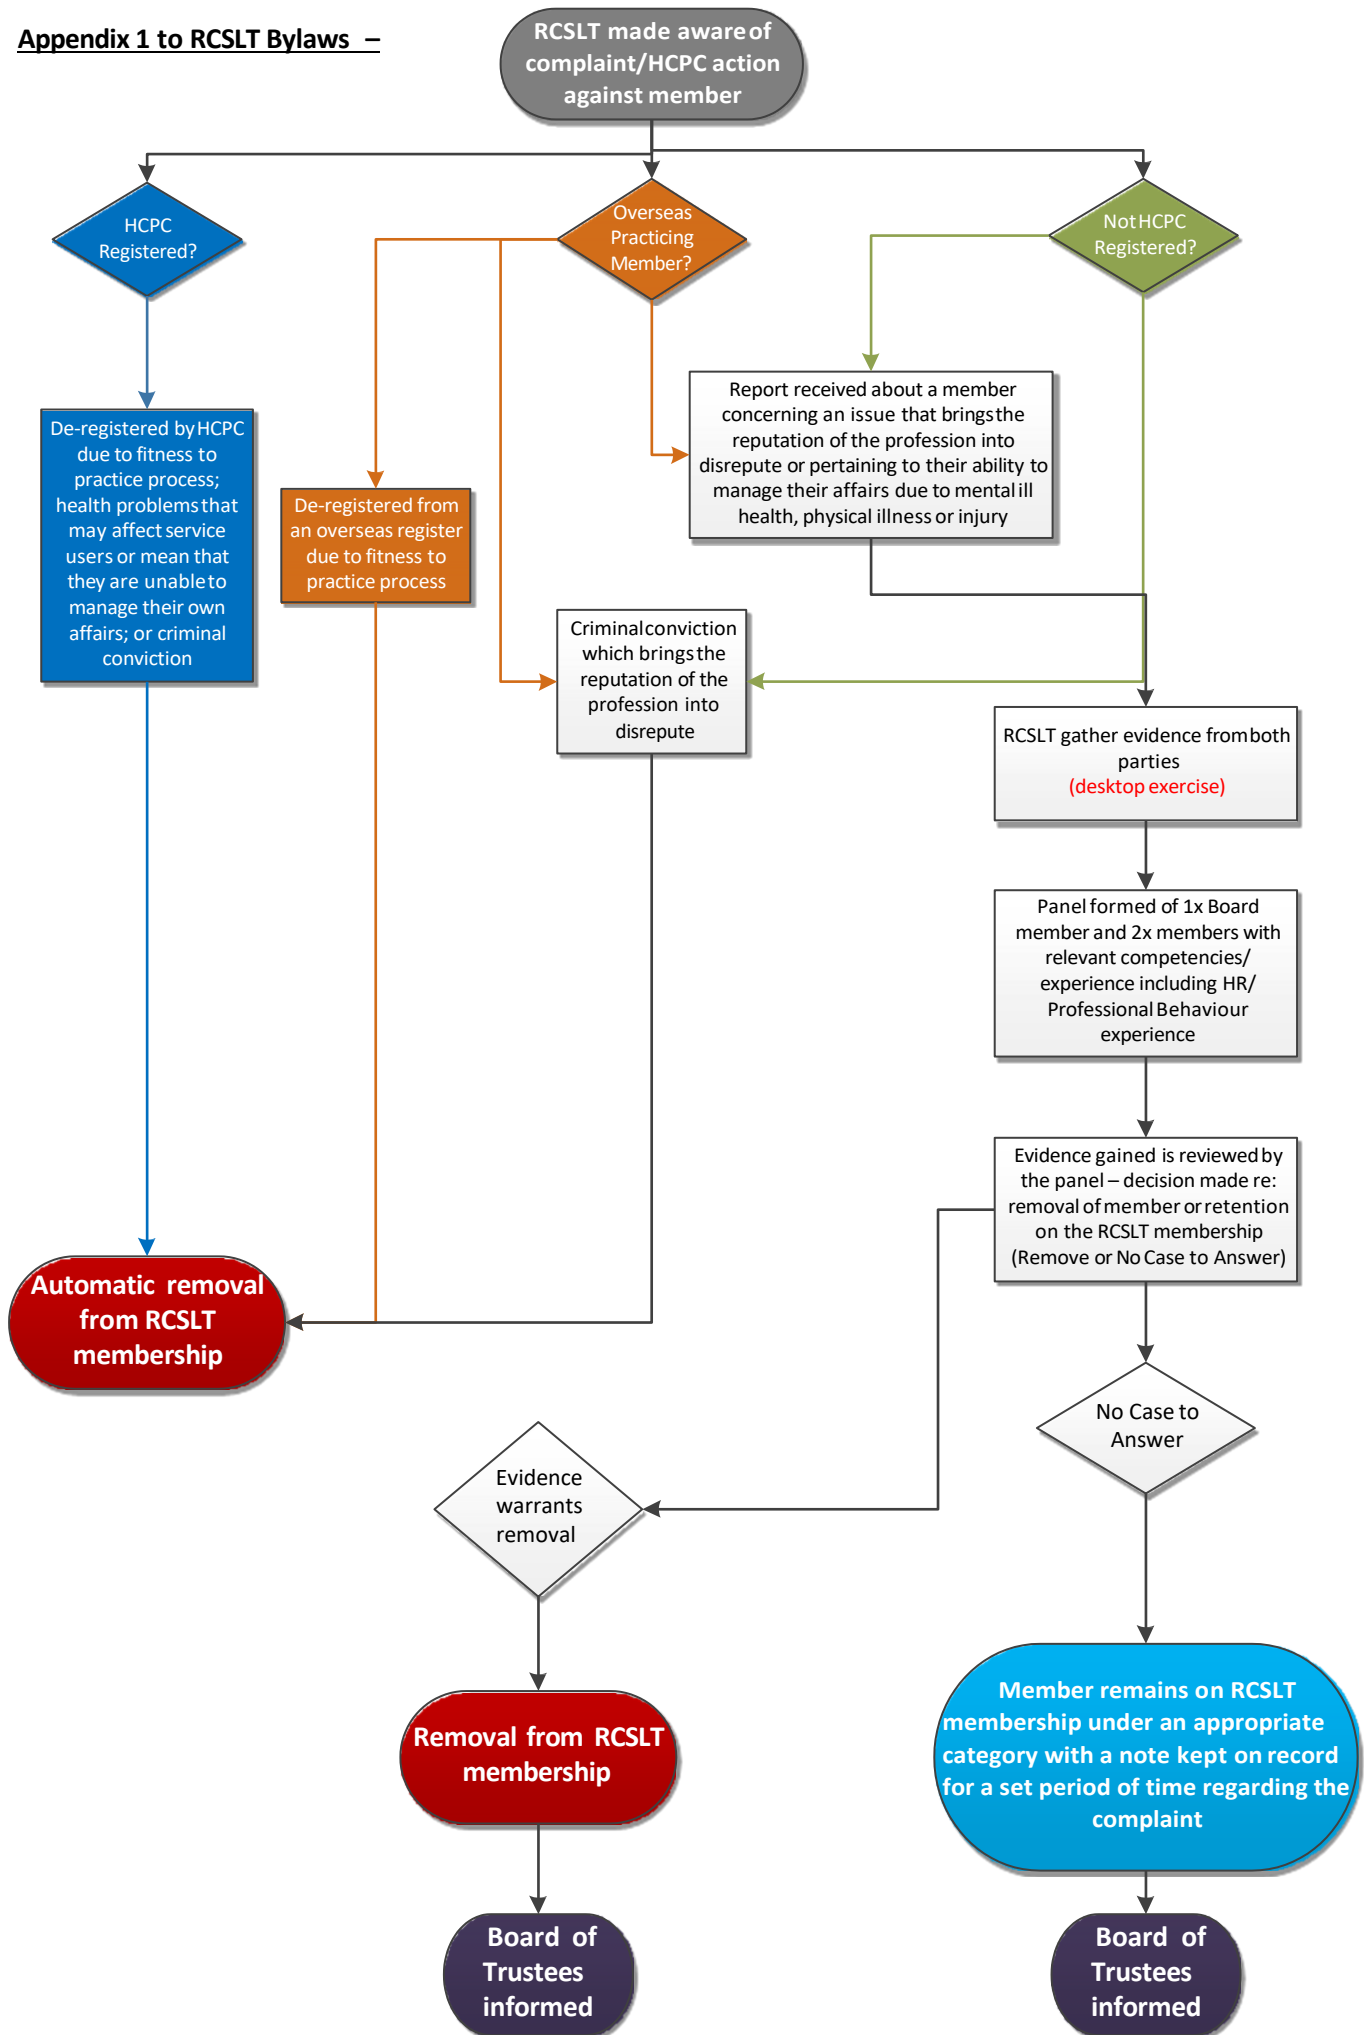 Appendix 1 to RCSLT Bylaws –
RCSLT made aware of
complaint/HCPC action
against member
HCPC
Registered?
Overseas
Practicing
Member?
Not HCPC
Registered?
De-registered by HCPC
due to fitness to
practice process;
health problems that
may affect service
users or mean that
they are unable to
manage their own
affairs; or criminal
conviction
De-registered from
an overseas register
due to fitness to
practice process
Report received about a member
concerning an issue that brings the
reputation of the profession into
disrepute or pertaining to their ability to
manage their affairs due to mental ill
health, physical illness or injury
Criminal conviction
which brings the
reputation of the
profession into
disrepute
RCSLT gather evidence from both
parties
(desktop exercise)
Panel formed of 1x Board
member and 2x members with
relevant competencies/
experience including HR/
Professional Behaviour
experience
Evidence gained is reviewed by
the panel – decision made re:
removal of member or retention
on the RCSLT membership
(Remove or No Case to Answer)
Automatic removal
from RCSLT
membership
No Case to
Answer
Evidence
warrants
removal
Removal from RCSLT
membership
Member remains on RCSLT
membership under an appropriate
category with a note kept on record
for a set period of time regarding the
complaint
Board of
Trustees
informed
Board of
Trustees
informed